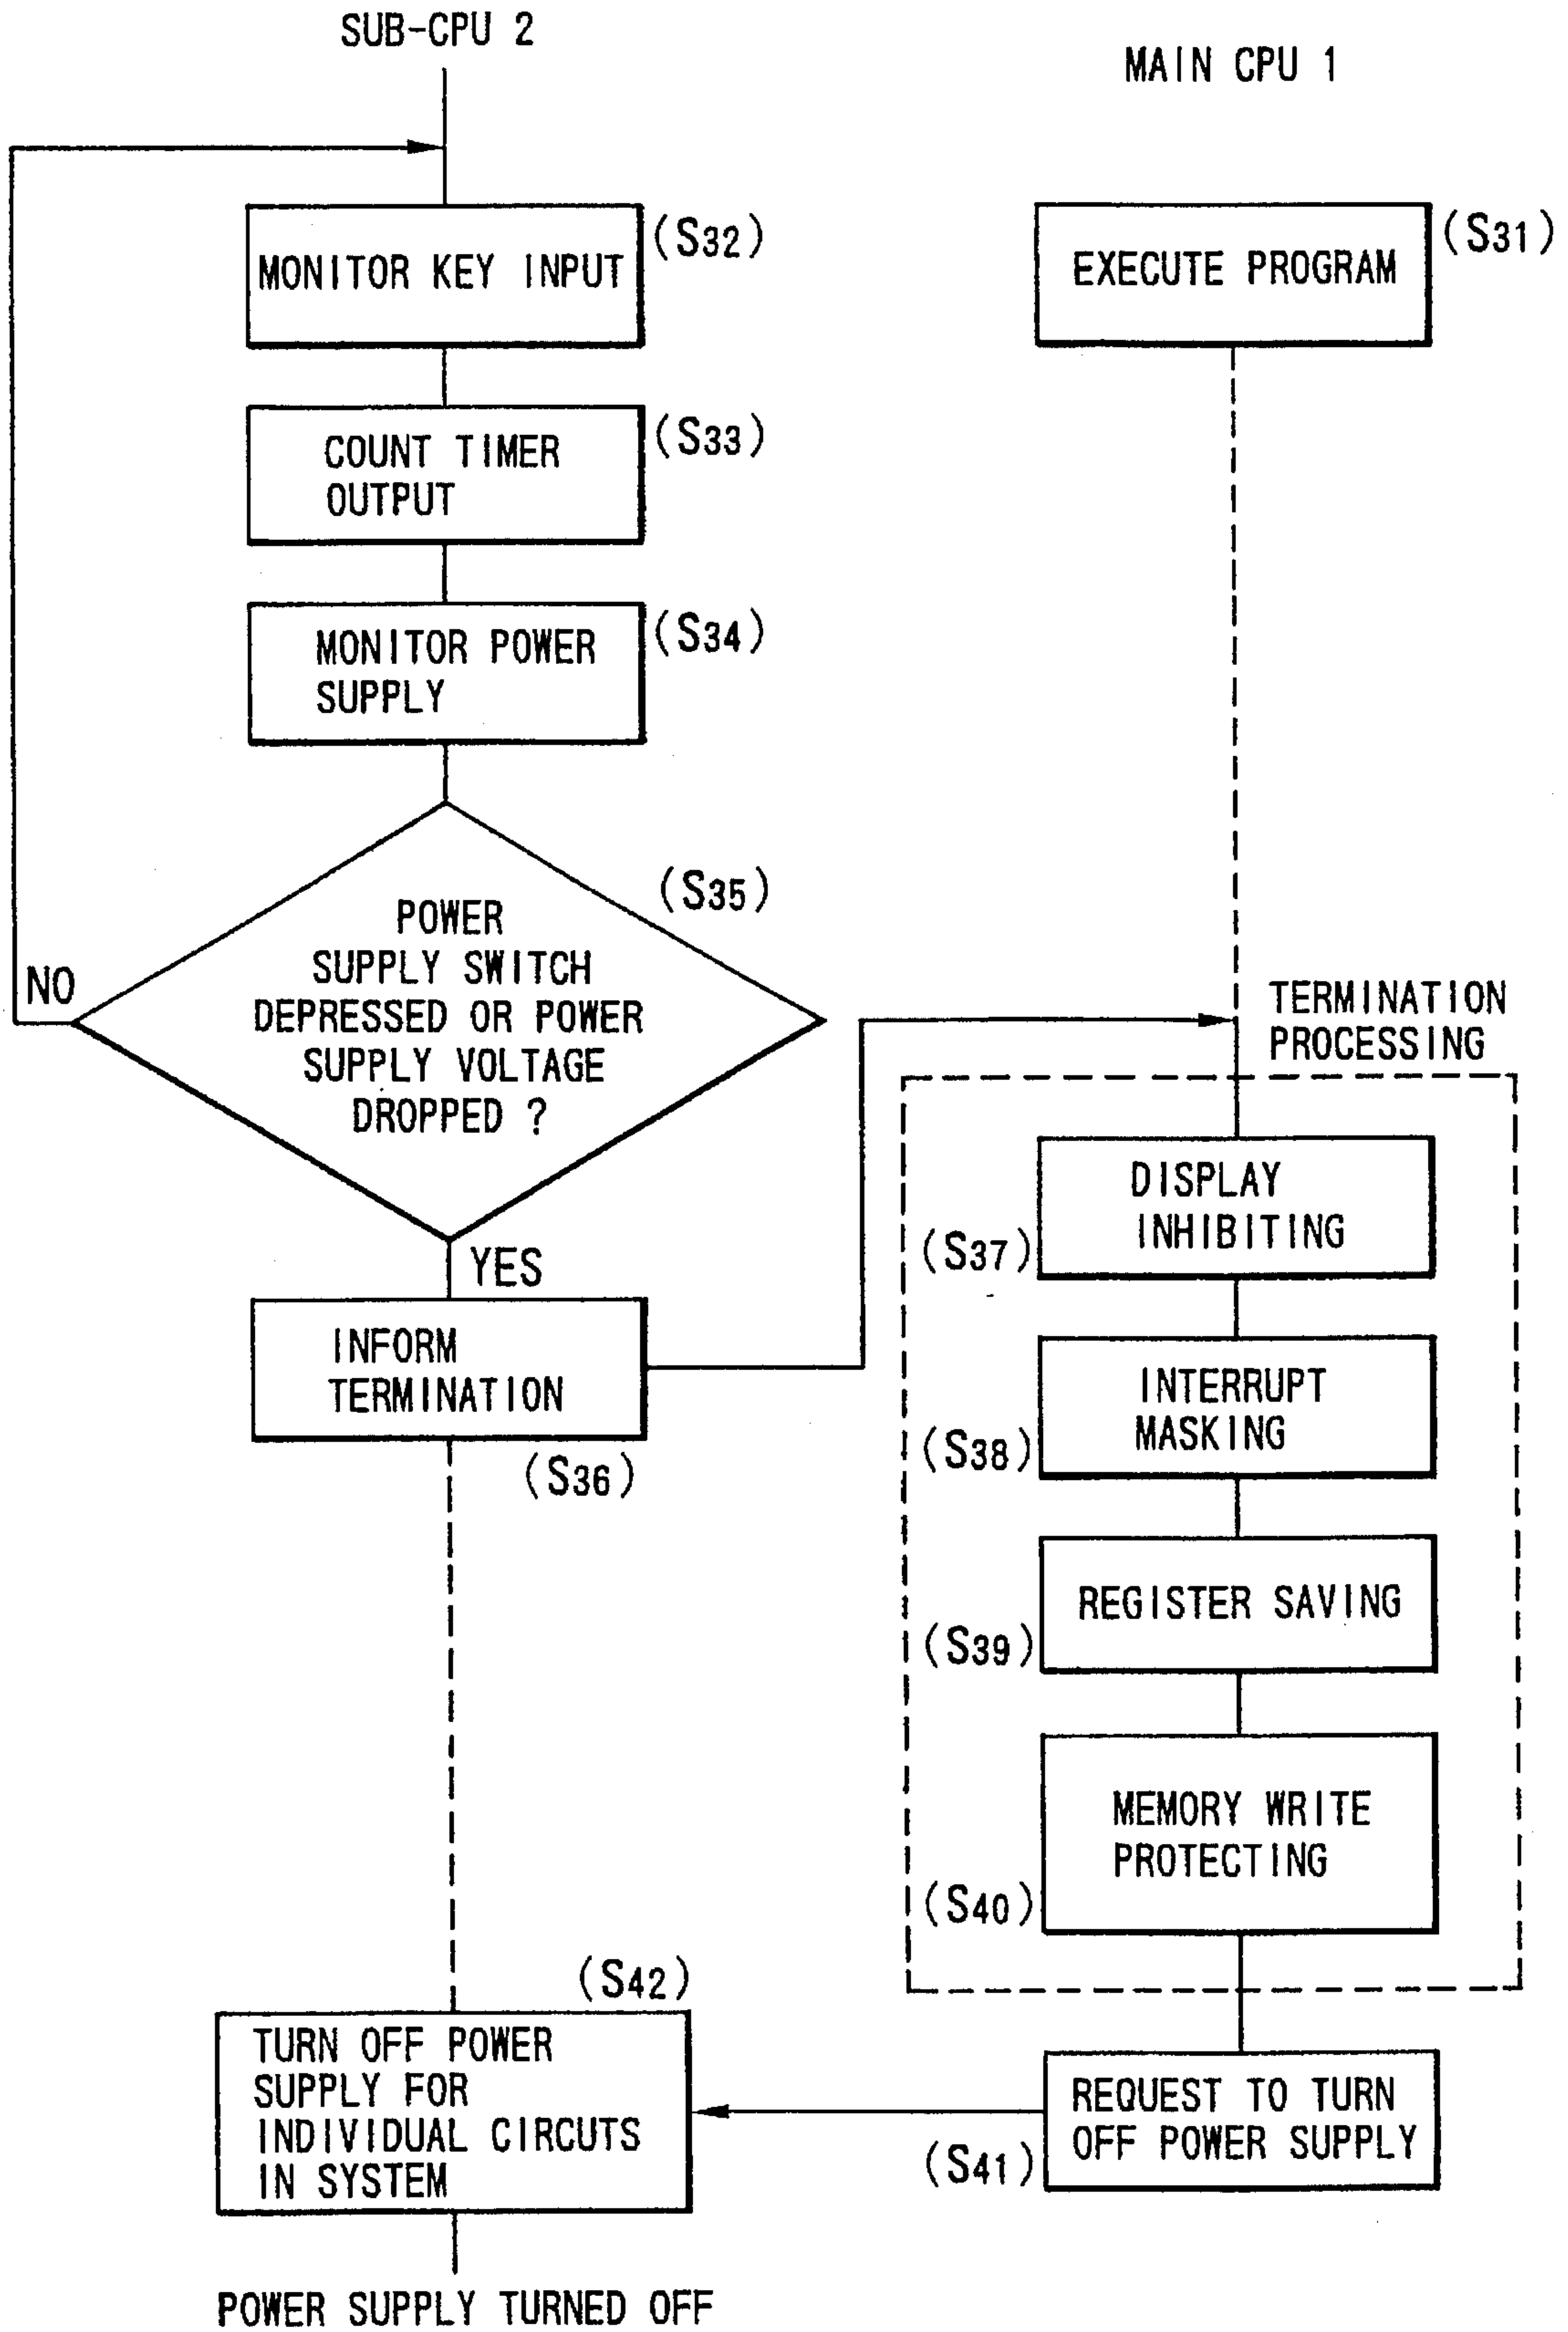 SUB-CPU 2
MAIN CPU 1
MONITOR KEY INPUT
(S32)
EXECUTE PROGRAM
(S31)
COUNT TIMER
OUTPUT
(S33)
MONITOR POWER
SUPPLY
(S34)
(S35)
POWER
SUPPLY SWITCH
DEPRESSED OR POWER
SUPPLY VOLTAGE
DROPPED ?
NO
YES
INFORM
TERMINATION
(S36)
TERMINATION
PROCESSING
DISPLAY
INHIBITING
(S37)
INTERRUPT
MASKING
(S38)
REGISTER SAVING
(S39)
MEMORY WRITE
PROTECTING
(S40)
REQUEST TO TURN
OFF POWER SUPPLY
(S41)
(S42)
TURN OFF POWER
SUPPLY FOR
INDIVIDUAL CIRCUTS
IN SYSTEM
POWER SUPPLY TURNED OFF